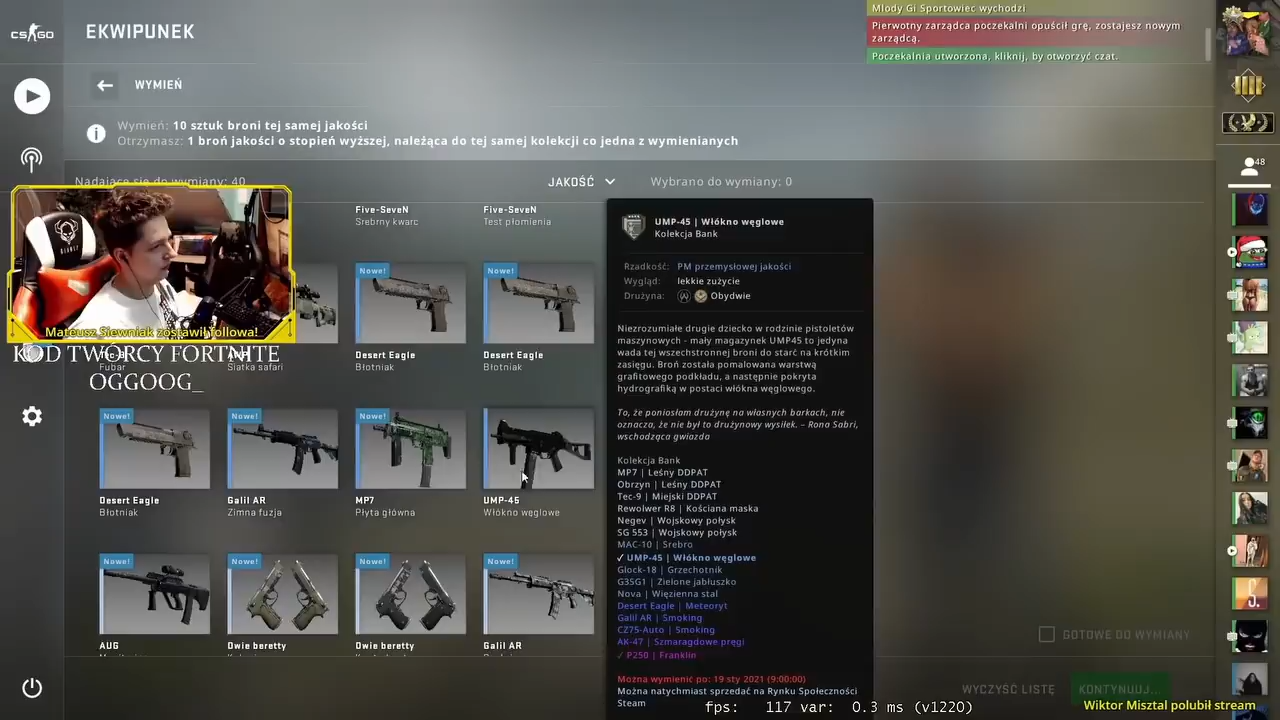 CS:GO
EKWIPUNEK
Mlody Gi Sportowiec wychodzi
Pierwotny zarządca poczekalni opuścił grę, zostajesz nowym
zarządcą.
Poczekalnia utworzona, kliknij, by otworzyć czat.
WYMIEŃ
Wymień: 10 sztuk broni tej samej jakości
Otrzymasz: 1 broń jakości o stopień wyższej, należąca do tej samej kolekcji co jedna z wymienianych
48
Nadające się do wymiany: 40
JAKOŚĆ
Wybrano do wymiany: 0
Five-SeveN
Srebrny kwarc
Five-SeveN
Test płomienia
Mateusz Siewniak zostawił followa!
KOD TWÓRCY FORTNITE
OGGOOG_
Fubar
Siatka safari
Nowe!
Desert Eagle
Błotniak
Nowe!
Desert Eagle
Błotniak
Nowe!
Desert Eagle
Błotniak
Nowe!
Galil AR
Zimna fuzja
Nowe!
MP7
Płyta główna
UMP-45
Włókno węglowe
Nowe!
AUG
Nowe!
Dwie beretty
Nowe!
Dwie beretty
Nowe!
Galil AR
UMP-45 | Włókno węglowe
Kolekcja Bank
Rzadkość: PM przemysłowej jakości
Wygląd: lekkie zużycie
Drużyna: Obydwie
Niezrozumiałe drugie dziecko w rodzinie pistoletów
maszynowych - mały magazynek UMP45 to jedyna
wada tej wszechstronnej broni do starć na krótkim
zasięgu. Broń została pomalowana warstwą
grafitowego podkładu, a następnie pokryta
hydrografiką w postaci włókna węglowego.
To, że poniosłam drużynę na własnych barkach, nie
oznacza, że nie był to drużynowy wysiłek. – Rona Sabri,
wschodząca gwiazda
Kolekcja Bank
MP7 | Leśny DDPAT
Obrzyn | Leśny DDPAT
Tec-9 | Miejski DDPAT
Rewolwer R8 | Kościana maska
Negev | Wojskowy połysk
SG 553 | Wojskowy połysk
MAC-10 | Srebro
✓ UMP-45 | Włókno węglowe
Glock-18 | Grzechotnik
G35G1 | Zielone jabłuszko
Nova | Więzienna stal
Desert Eagle | Meteoryt
Galil AR | Smoking
CZ75-Auto | Smoking
AK-47 | Szmaragdowe pręgi
✓ P250 | Franklin
Można wymienić po: 19 sty 2021 (9:00:00)
Można natychmiast sprzedać na Rynku Społeczności
Steam
GOTOWE DO WYMIANY
WYCZYŚĆ LISTĘ
KONTYNUUJ...
fps: 117 var: 0.3 ms (v1220)
Wiktor Misztal polubił stream